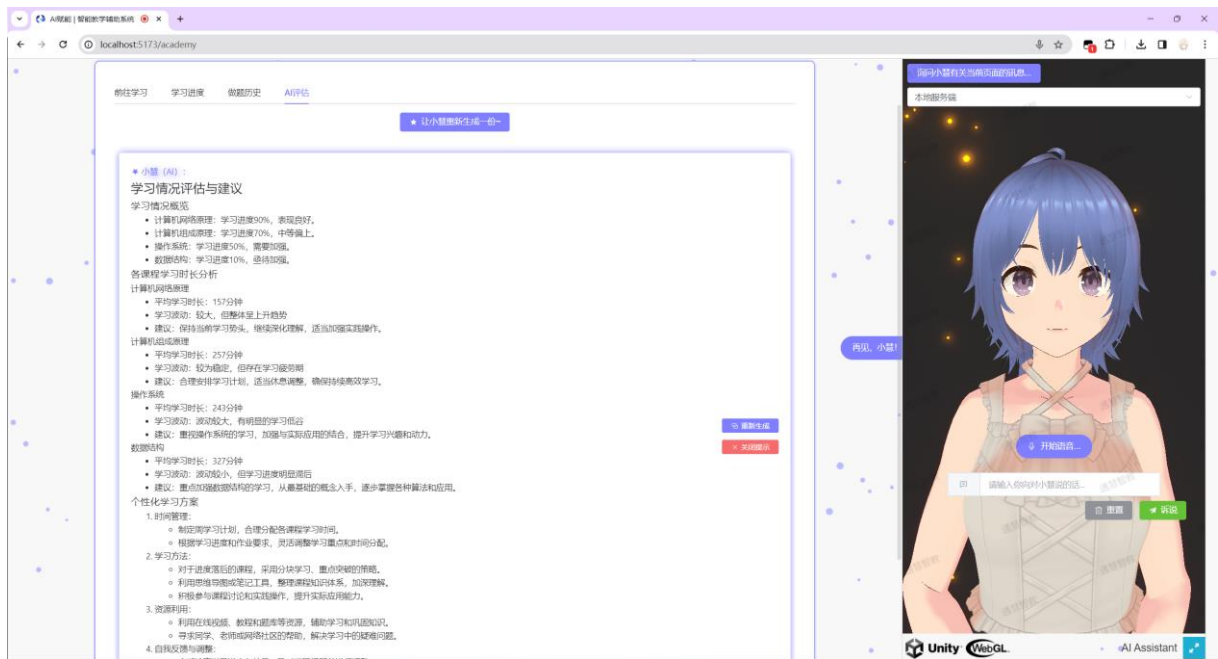 AI赋能 | 智能教学辅助系统
localhost:5173/academy
前往学习 学习进度 做题历史 AI评估
★ 让小慧重新生成一份~
小慧（AI）：
学习情况评估与建议
学习情况概览
• 计算机网络原理：学习进度90%，表现良好。
• 计算机组成原理：学习进度70%，中等偏上。
• 操作系统：学习进度50%，需要加强。
• 数据结构：学习进度10%，亟待加强。
各课程学习时长分析
计算机网络原理
• 平均学习时长：157分钟
• 学习波动：较大，但整体呈上升趋势
• 建议：保持当前学习势头，继续深化理解，适当加强实践操作。
计算机组成原理
• 平均学习时长：257分钟
• 学习波动：较为稳定，但存在学习疲劳期
• 建议：合理安排学习计划，适当休息调整，确保持续高效学习。
操作系统
• 平均学习时长：243分钟
• 学习波动：波动较大，有明显的学习低谷
• 建议：重视操作系统的学习，加强与实际应用的结合，提升学习兴趣和动力。
数据结构
• 平均学习时长：327分钟
• 学习波动：波动较小，但学习进度明显滞后
• 建议：重点加强数据结构的学习，从最基础的概念入手，逐步掌握各种算法和应用。
个性化学习方案
1. 时间管理：
○ 制定周学习计划，合理分配各课程学习时间。
○ 根据学习进度和作业要求，灵活调整学习重点和时间分配。
2. 学习方法：
○ 对于进度落后的课程，采用分块学习、重点突破的策略。
○ 利用思维导图或笔记工具，整理课程知识体系，加深理解。
○ 积极参与课程讨论和实践操作，提升实际应用能力。
3. 资源利用：
○ 利用在线视频、教程和题库等资源，辅助学习和巩固知识。
○ 寻求同学、老师或网络社区的帮助，解决学习中的疑难问题。
4. 自我反馈与调整：
重新生成
× 关闭提示
询问小慧有关当前页面的讯息...
本地服务端
再见，小慧！
开始语音...
请输入你向对小慧说的话...
重置 诉说
Unity WebGL AI Assistant